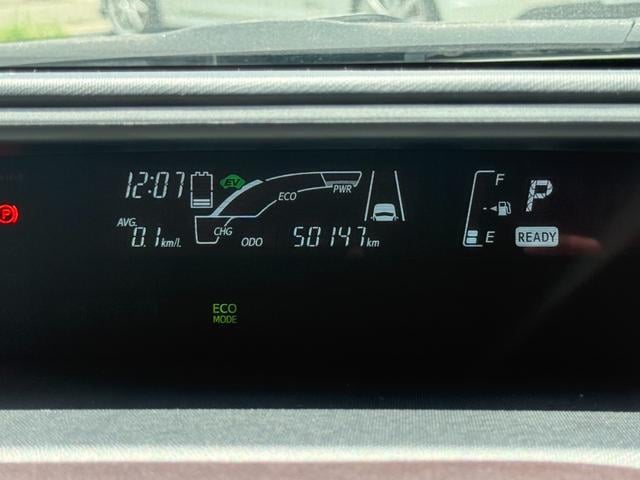 12:07
EV
ECO
PWR
F
P
AVG.
0.1 km/L
CHG
ODO
50147 km
E
READY
P
ECO
MODE